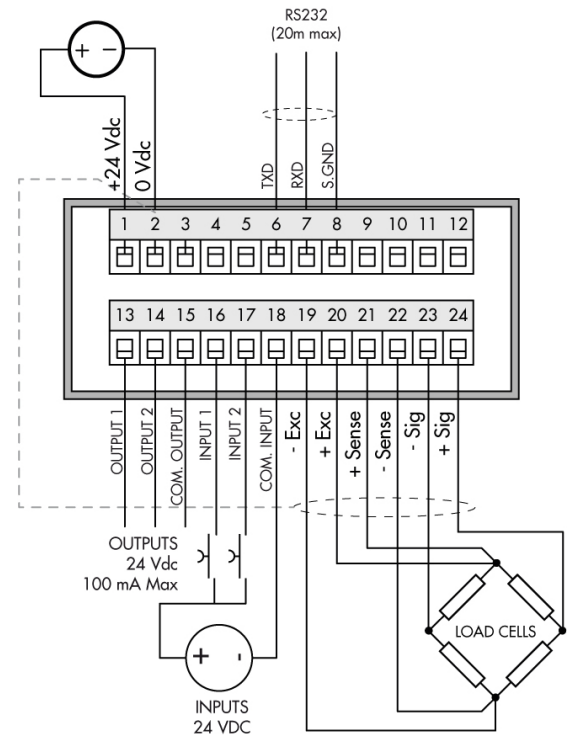 RS232
(20m max)
+ -
+24 Vdc
0 Vdc
TXD
RXD
S.GND
1 2 3 4 5 6 7 8 9 10 11 12
13 14 15 16 17 18 19 20 21 22 23 24
OUTPUT 1
OUTPUT 2
COM. OUTPUT
INPUT 1
INPUT 2
COM. INPUT
- Exc
+ Exc
+ Sense
- Sense
- Sig
+ Sig
OUTPUTS
24 Vdc
100 mA Max
LOAD CELLS
+ -
INPUTS
24 VDC